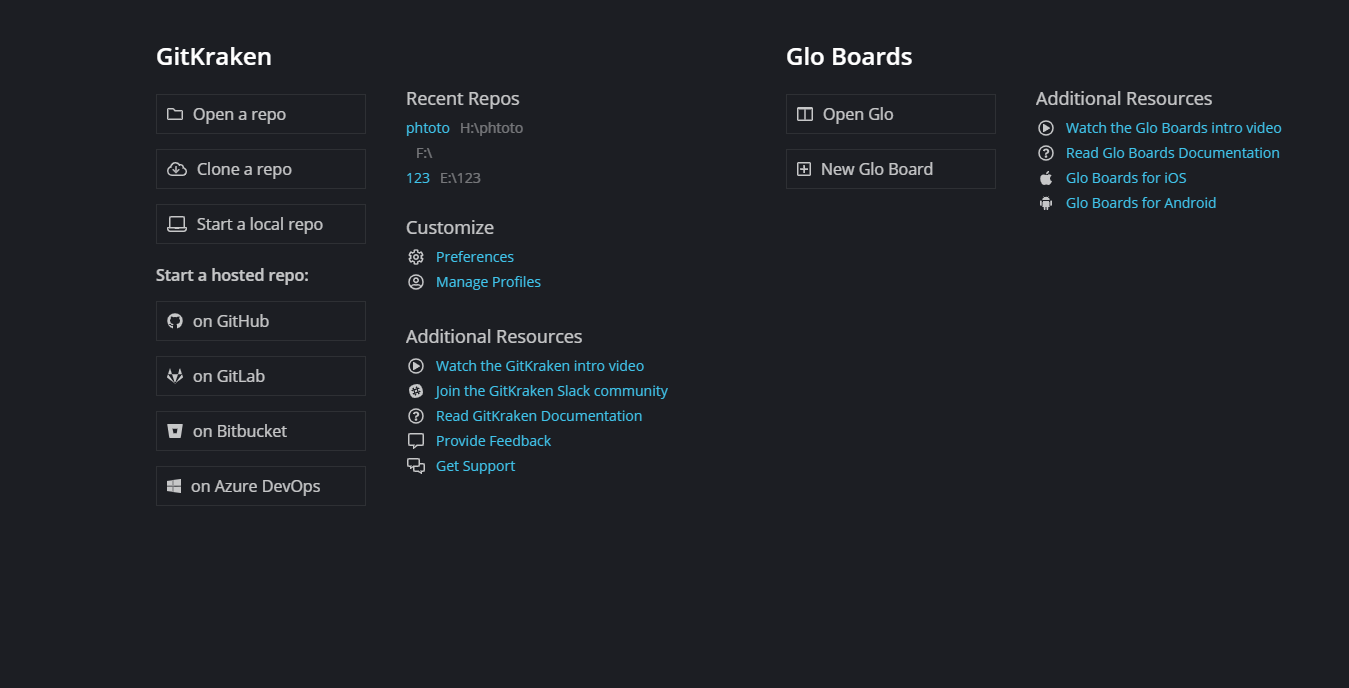 GitKraken
Open a repo
Clone a repo
Start a local repo
Start a hosted repo:
on GitHub
on GitLab
on Bitbucket
on Azure DevOps
Recent Repos
phtoto H:\phtoto
F:\
123 E:\123
Customize
Preferences
Manage Profiles
Additional Resources
Watch the GitKraken intro video
Join the GitKraken Slack community
Read GitKraken Documentation
Provide Feedback
Get Support
Glo Boards
Open Glo
New Glo Board
Additional Resources
Watch the Glo Boards intro video
Read Glo Boards Documentation
Glo Boards for iOS
Glo Boards for Android